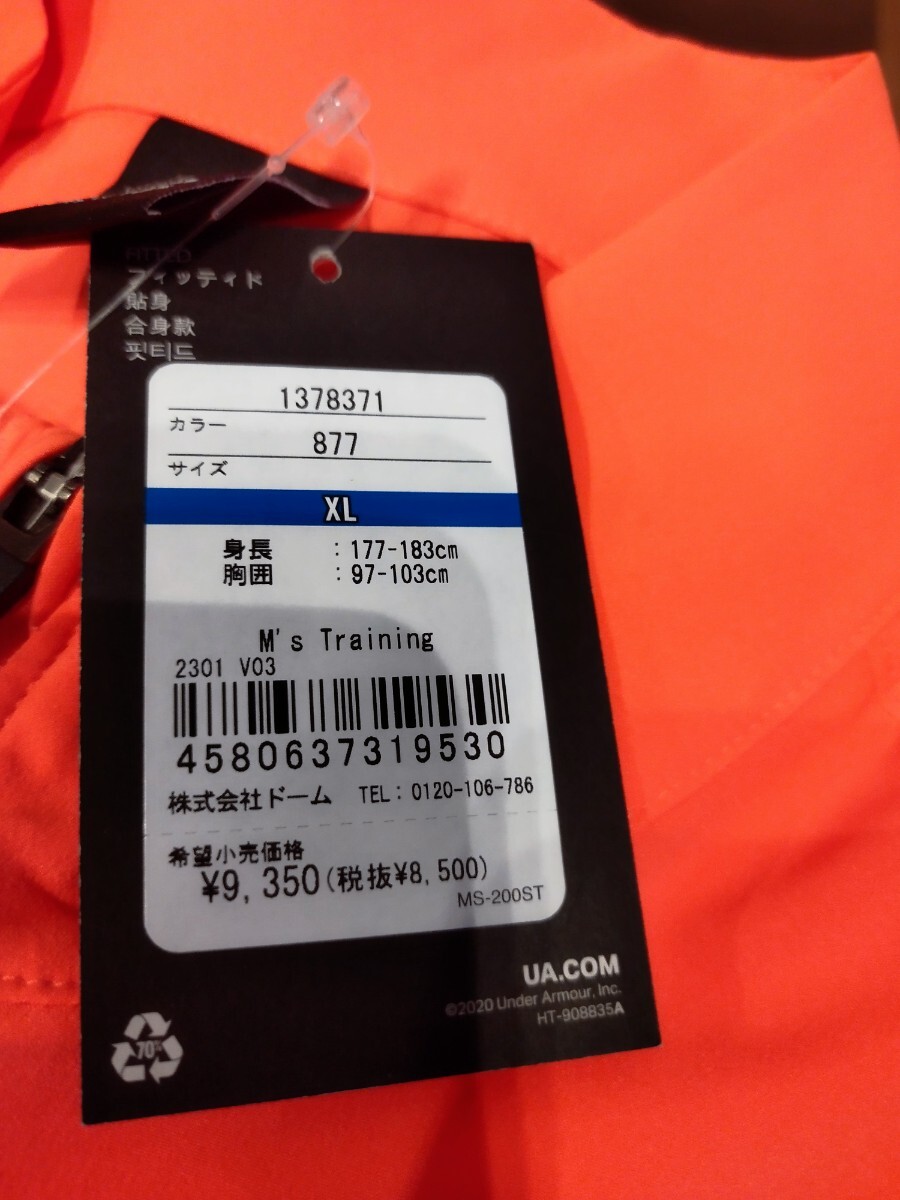 FITTED
フィッティド
貼身
合身款
핏티드
1378371
カラー
877
サイズ
XL
身長 : 177-183cm
胸囲 : 97-103cm
M's Training
2301 V03
4580637319530
株式会社ドーム TEL: 0120-106-786
希望小売価格
¥9,350(税抜¥8,500)
MS-200ST
UA.COM
©2020 Under Armour, Inc.
HT-908835A
70%